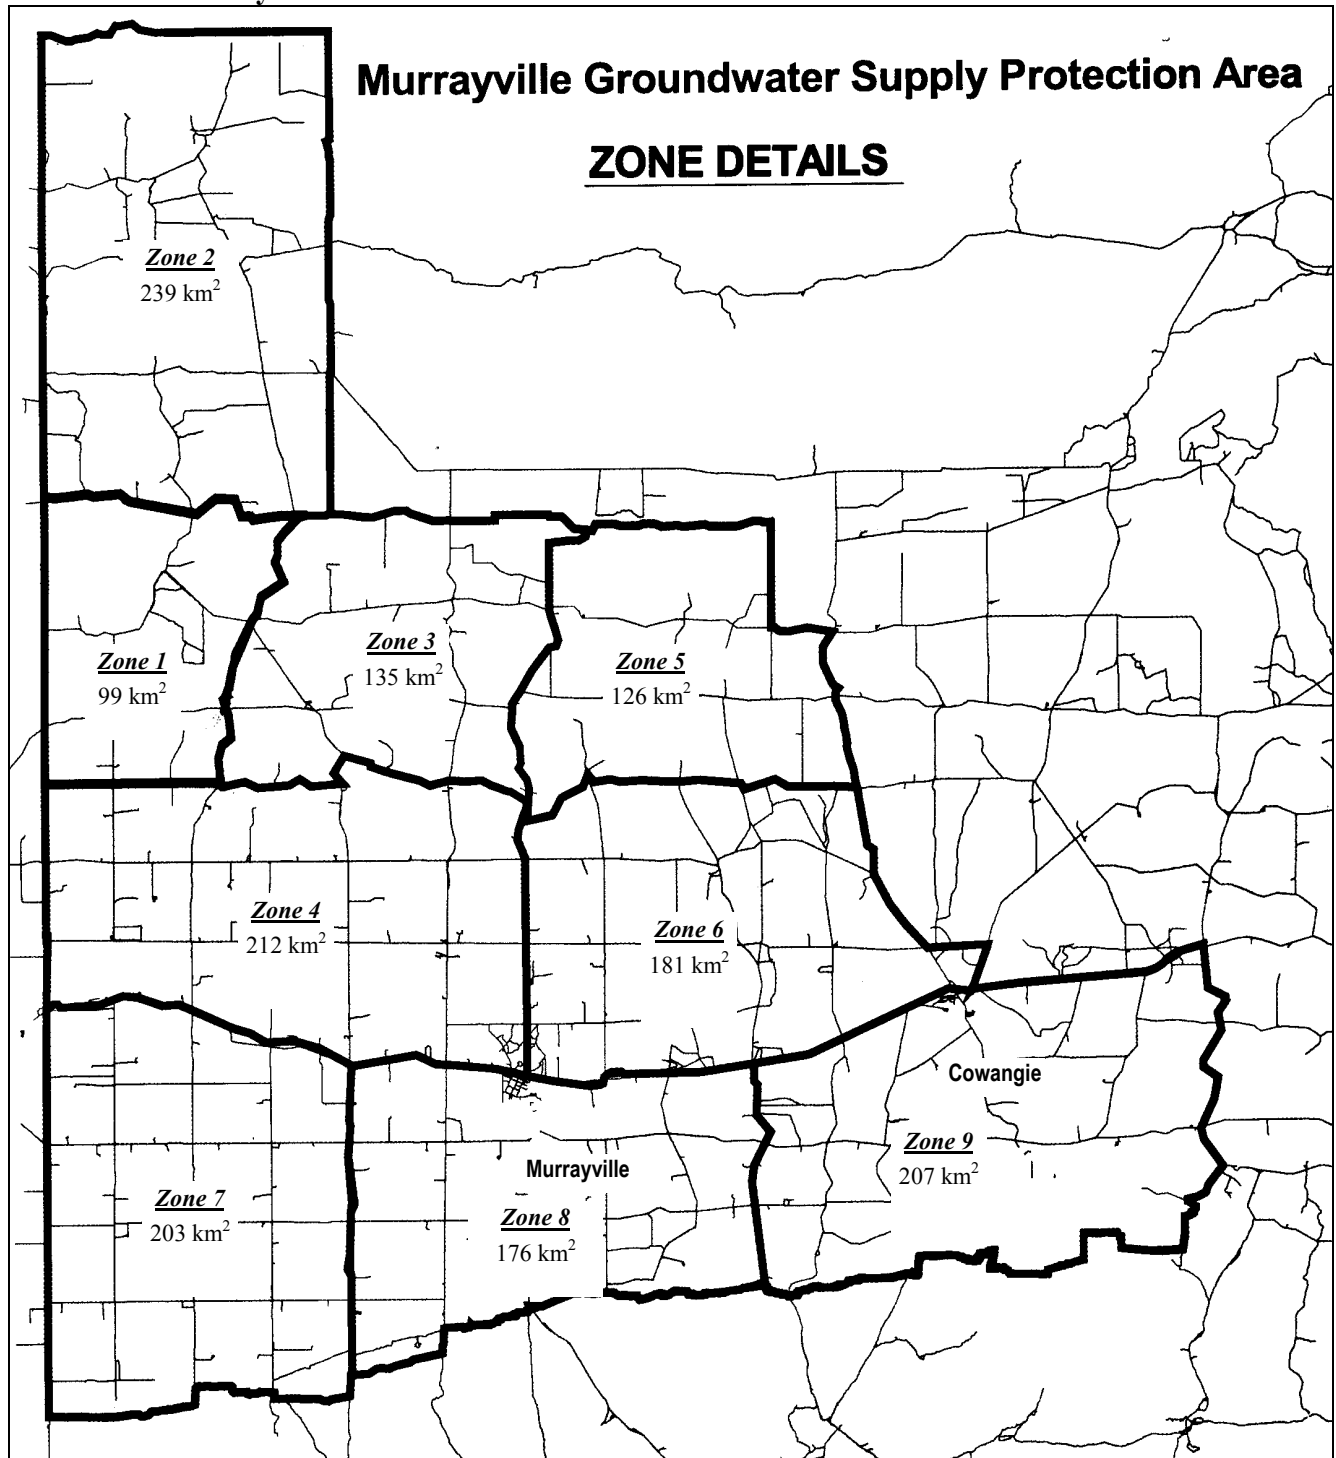 Murrayville Groundwater Supply Protection Area
ZONE DETAILS
Zone 2
239 km²
Zone 3
135 km²
Zone 5
126 km²
Zone 1
99 km²
Zone 4
212 km²
Zone 6
181 km²
Cowangie
Zone 9
207 km²
Murrayville
Zone 7
203 km²
Zone 8
176 km²